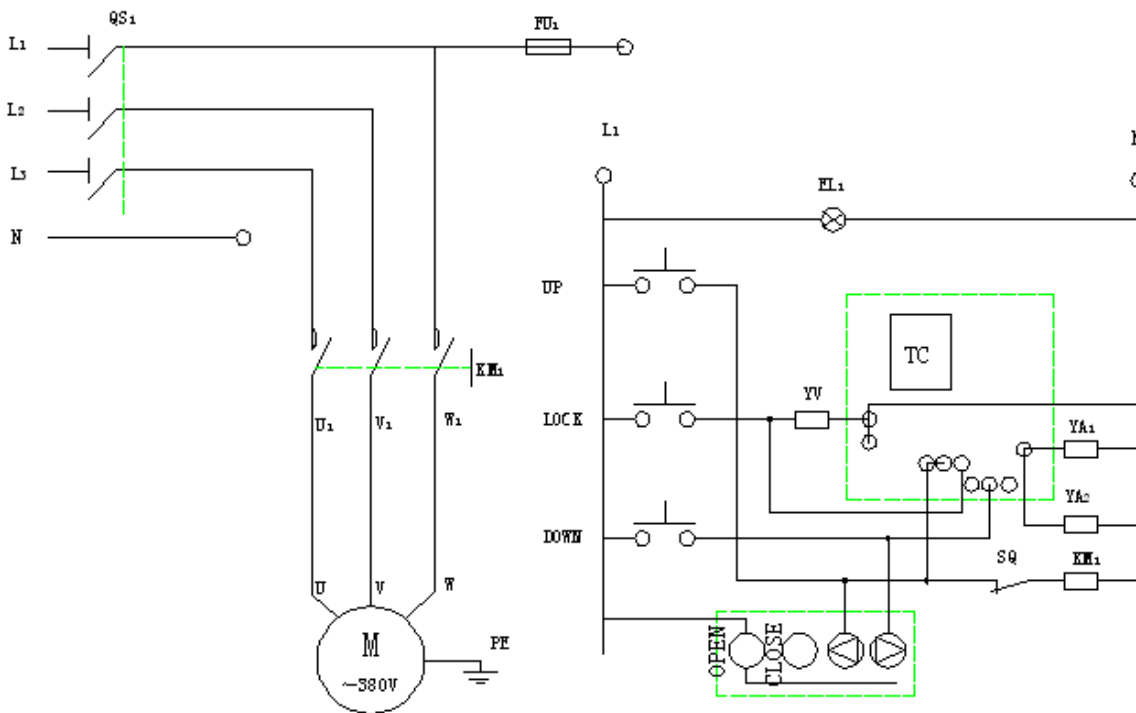 QS₁
FU₁
L₁
L₂
L₃
N
L₁
EL₁
UP
TC
KM₁
LOCK
YV
YA₁
U₁
V₁
W₁
YA₂
DOWN
SQ
KM₁
U
V
W
OPEN
CLOSE
M
~380V
PE